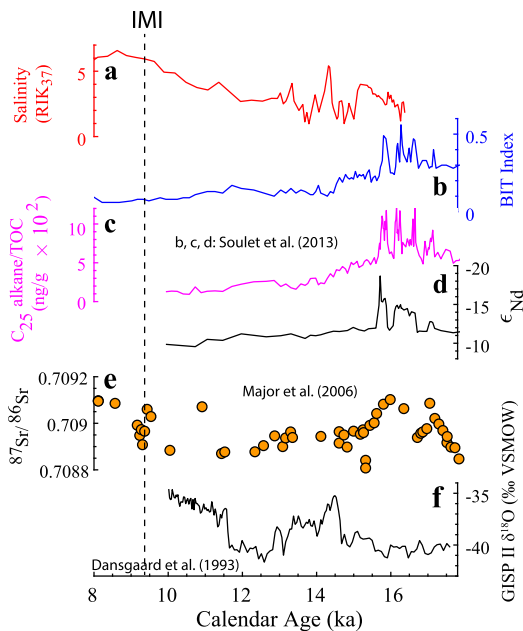 IMI
a
Salinity
(RIK37)
5
0
b
BIT Index
0.5
0
c
C25 alkane/TOC
(ng/g × 10²)
10
5
0
b, c, d: Soulet et al. (2013)
d
εNd
-20
-15
-10
e
87Sr/86Sr
0.7092
0.709
0.7088
Major et al. (2006)
f
GISP II δ18O (‰ VSMOW)
-35
-40
Dansgaard et al. (1993)
8 10 12 14 16
Calendar Age (ka)